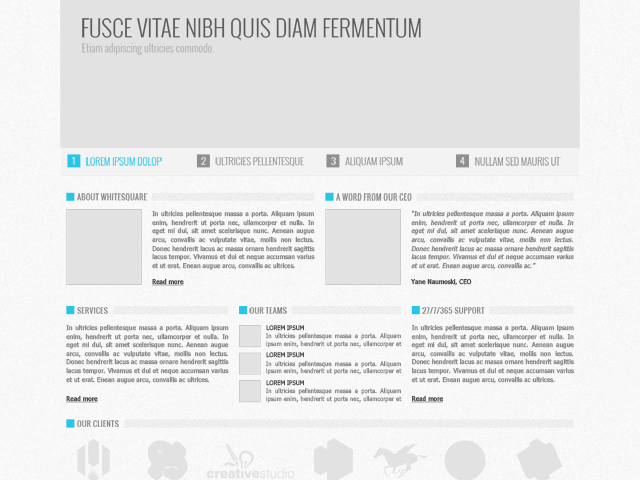 FUSCE VITAE NIBH QUIS DIAM FERMENTUM
Etiam adipiscing ultricies commodo.
1 LOREM IPSUM DOLOP
2 ULTRICIES PELLENTESQUE
3 ALIQUAM IPSUM
4 NULLAM SED MAURIS UT
ABOUT WHITESQUARE
In ultricies pellentesque massa a porta. Aliquam ipsum
enim, hendrerit ut porta nec, ullamcorper et nulla. In
eget mi dui, sit amet scelerisque nunc. Aenean augue
arcu, convallis ac vulputate vitae, mollis non lectus.
Donec hendrerit lacus massa ornare hendrerit sagittis
lacus tempor. Vivamus et dui et neque accumsan varius
et ut erat. Enean augue arcu, convallis ac ultrices.
Read more
A WORD FROM OUR CEO
"In ultricies pellentesque massa a porta. Aliquam ipsum
enim, hendrerit ut porta nec, ullamcorper et nulla. In
eget mi dui, sit amet scelerisque nunc. Aenean augue
arcu, convallis ac vulputate vitae, mollis non lectus.
Donec hendrerit lacus massa ornare hendrerit sagittis
lacus tempor. Vivamus et dui et neque accumsan varius
et ut erat. Enean augue arcu, convallis ac."
Yane Naumoski, CEO
SERVICES
In ultricies pellentesque massa a porta. Aliquam ipsum
enim, hendrerit ut porta nec, ullamcorper et nulla. In
eget mi dui, sit amet scelerisque nunc. Aenean augue
arcu, convallis ac vulputate vitae, mollis non lectus.
Donec hendrerit lacus massa ornare hendrerit sagittis
lacus tempor. Vivamus et dui et neque accumsan varius
et ut erat. Enean augue arcu, convallis ac ultrices.
Read more
OUR TEAMS
LOREM IPSUM
In ultricies pellentesque massa a porta. Aliquam
ipsum enim, hendrerit ut porta nec, ullamcorper et
LOREM IPSUM
In ultricies pellentesque massa a porta. Aliquam
ipsum enim, hendrerit ut porta nec, ullamcorper et
LOREM IPSUM
In ultricies pellentesque massa a porta. Aliquam
ipsum enim, hendrerit ut porta nec, ullamcorper et
27/7/365 SUPPORT
In ultricies pellentesque massa a porta. Aliquam ipsum
enim, hendrerit ut porta nec, ullamcorper et nulla. In
eget mi dui, sit amet scelerisque nunc. Aenean augue
arcu, convallis ac vulputate vitae, mollis non lectus.
Donec hendrerit lacus massa ornare hendrerit sagittis
lacus tempor. Vivamus et dui et neque accumsan varius
et ut erat. Enean augue arcu, convallis ac ultrices.
Read more
OUR CLIENTS
creativestudio